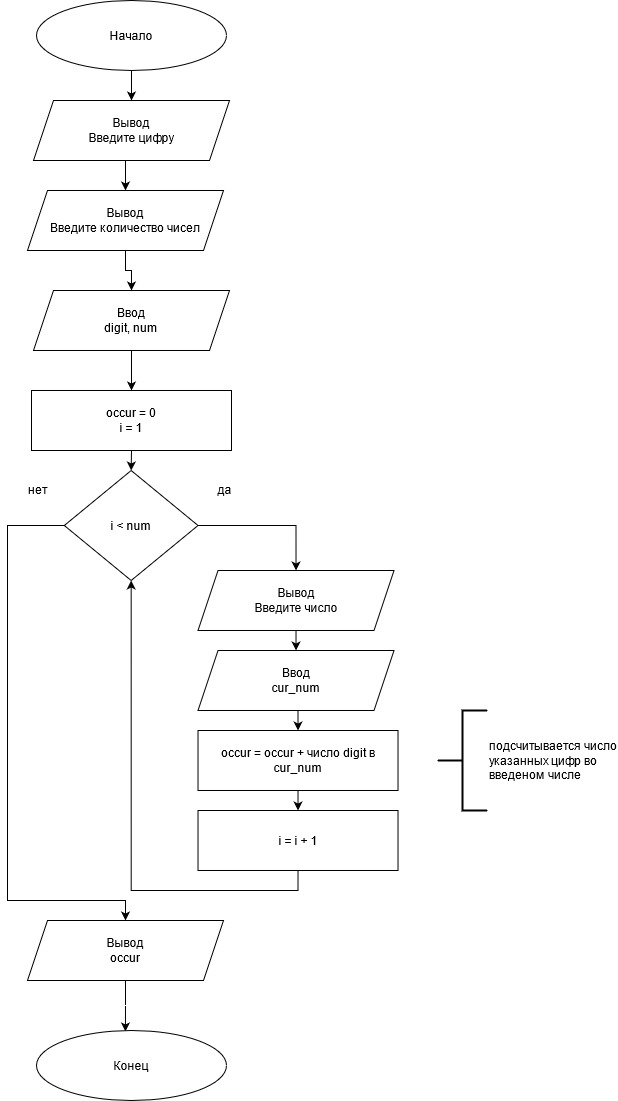 Начало
Вывод
Введите цифру
Вывод
Введите количество чисел
Ввод
digit, num
occur = 0
i = 1
нет
да
i < num
Вывод
Введите число
Ввод
cur_num
occur = occur + число digit в
cur_num
подсчитывается число
указанных цифр во
введеном числе
i = i + 1
Вывод
occur
Конец